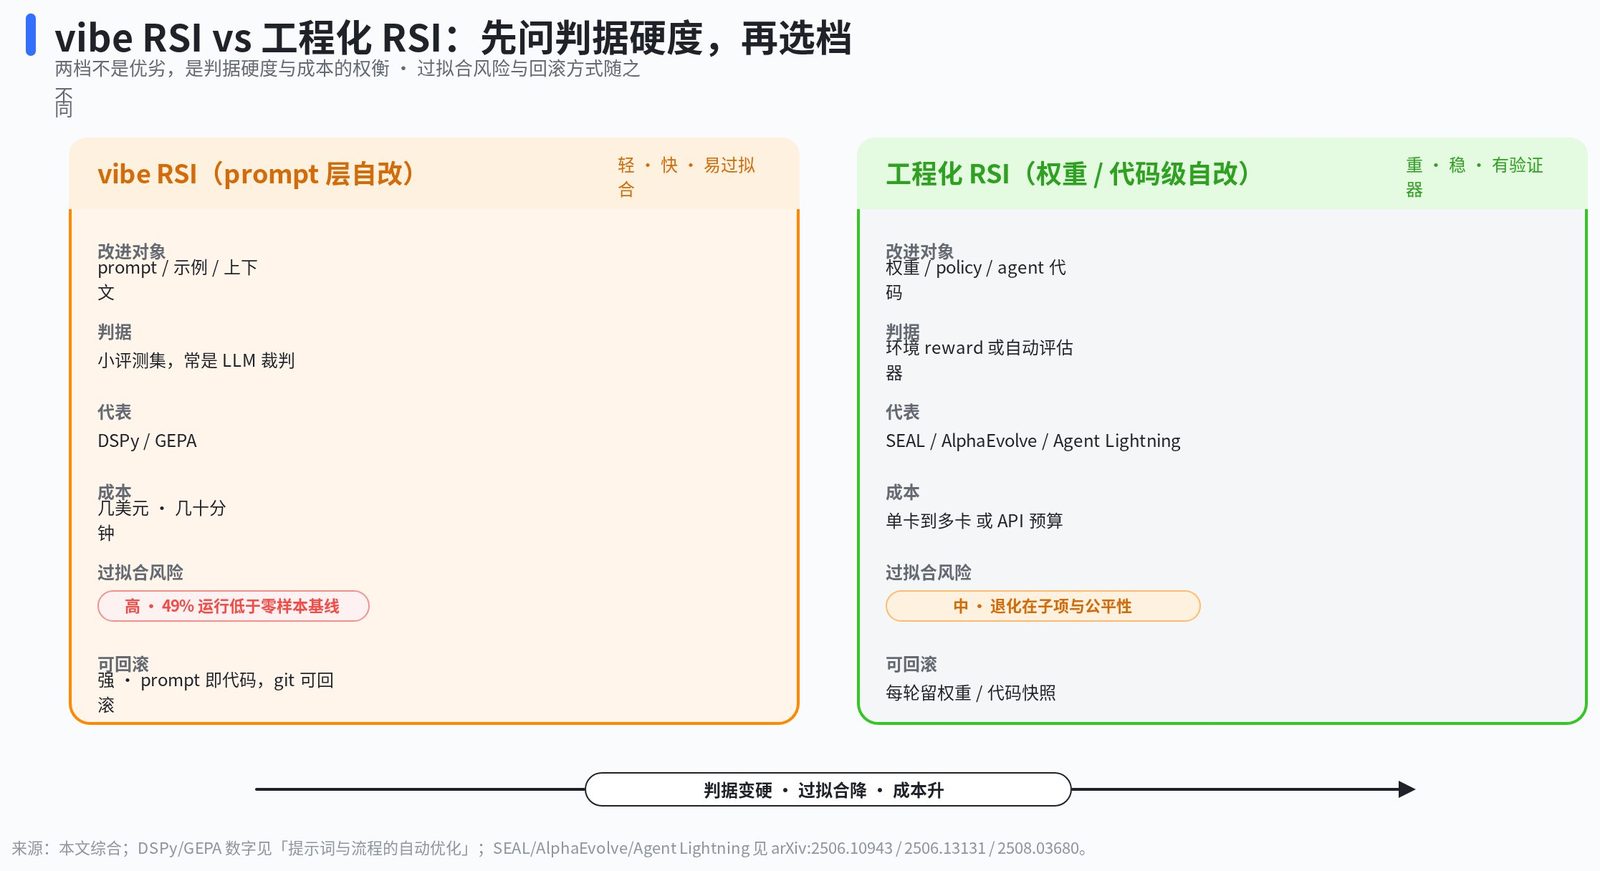 vibe RSI vs 工程化 RSI：先问判据硬度，再选档
两档不是优劣，是判据硬度与成本的权衡 · 过拟合风险与回滚方式随之
不
同
vibe RSI（prompt 层自改）
轻 · 快 · 易过拟
合
改进对象
prompt / 示例 / 上下
文
判据
小评测集，常是 LLM 裁判
代表
DSPy / GEPA
成本
几美元 · 几十分
钟
过拟合风险
高 · 49% 运行低于零样本基线
可回滚
强 · prompt 即代码，git 可回
滚
工程化 RSI（权重 / 代码级自改）
重 · 稳 · 有验证
器
改进对象
权重 / policy / agent 代
码
判据
环境 reward 或自动评估
器
代表
SEAL / AlphaEvolve / Agent Lightning
成本
单卡到多卡 或 API 预算
过拟合风险
中 · 退化在子项与公平性
可回滚
每轮留权重 / 代码快照
判据变硬 · 过拟合降 · 成本升
来源：本文综合；DSPy/GEPA 数字见「提示词与流程的自动优化」；SEAL/AlphaEvolve/Agent Lightning 见 arXiv:2506.10943 / 2506.13131 / 2508.03680。